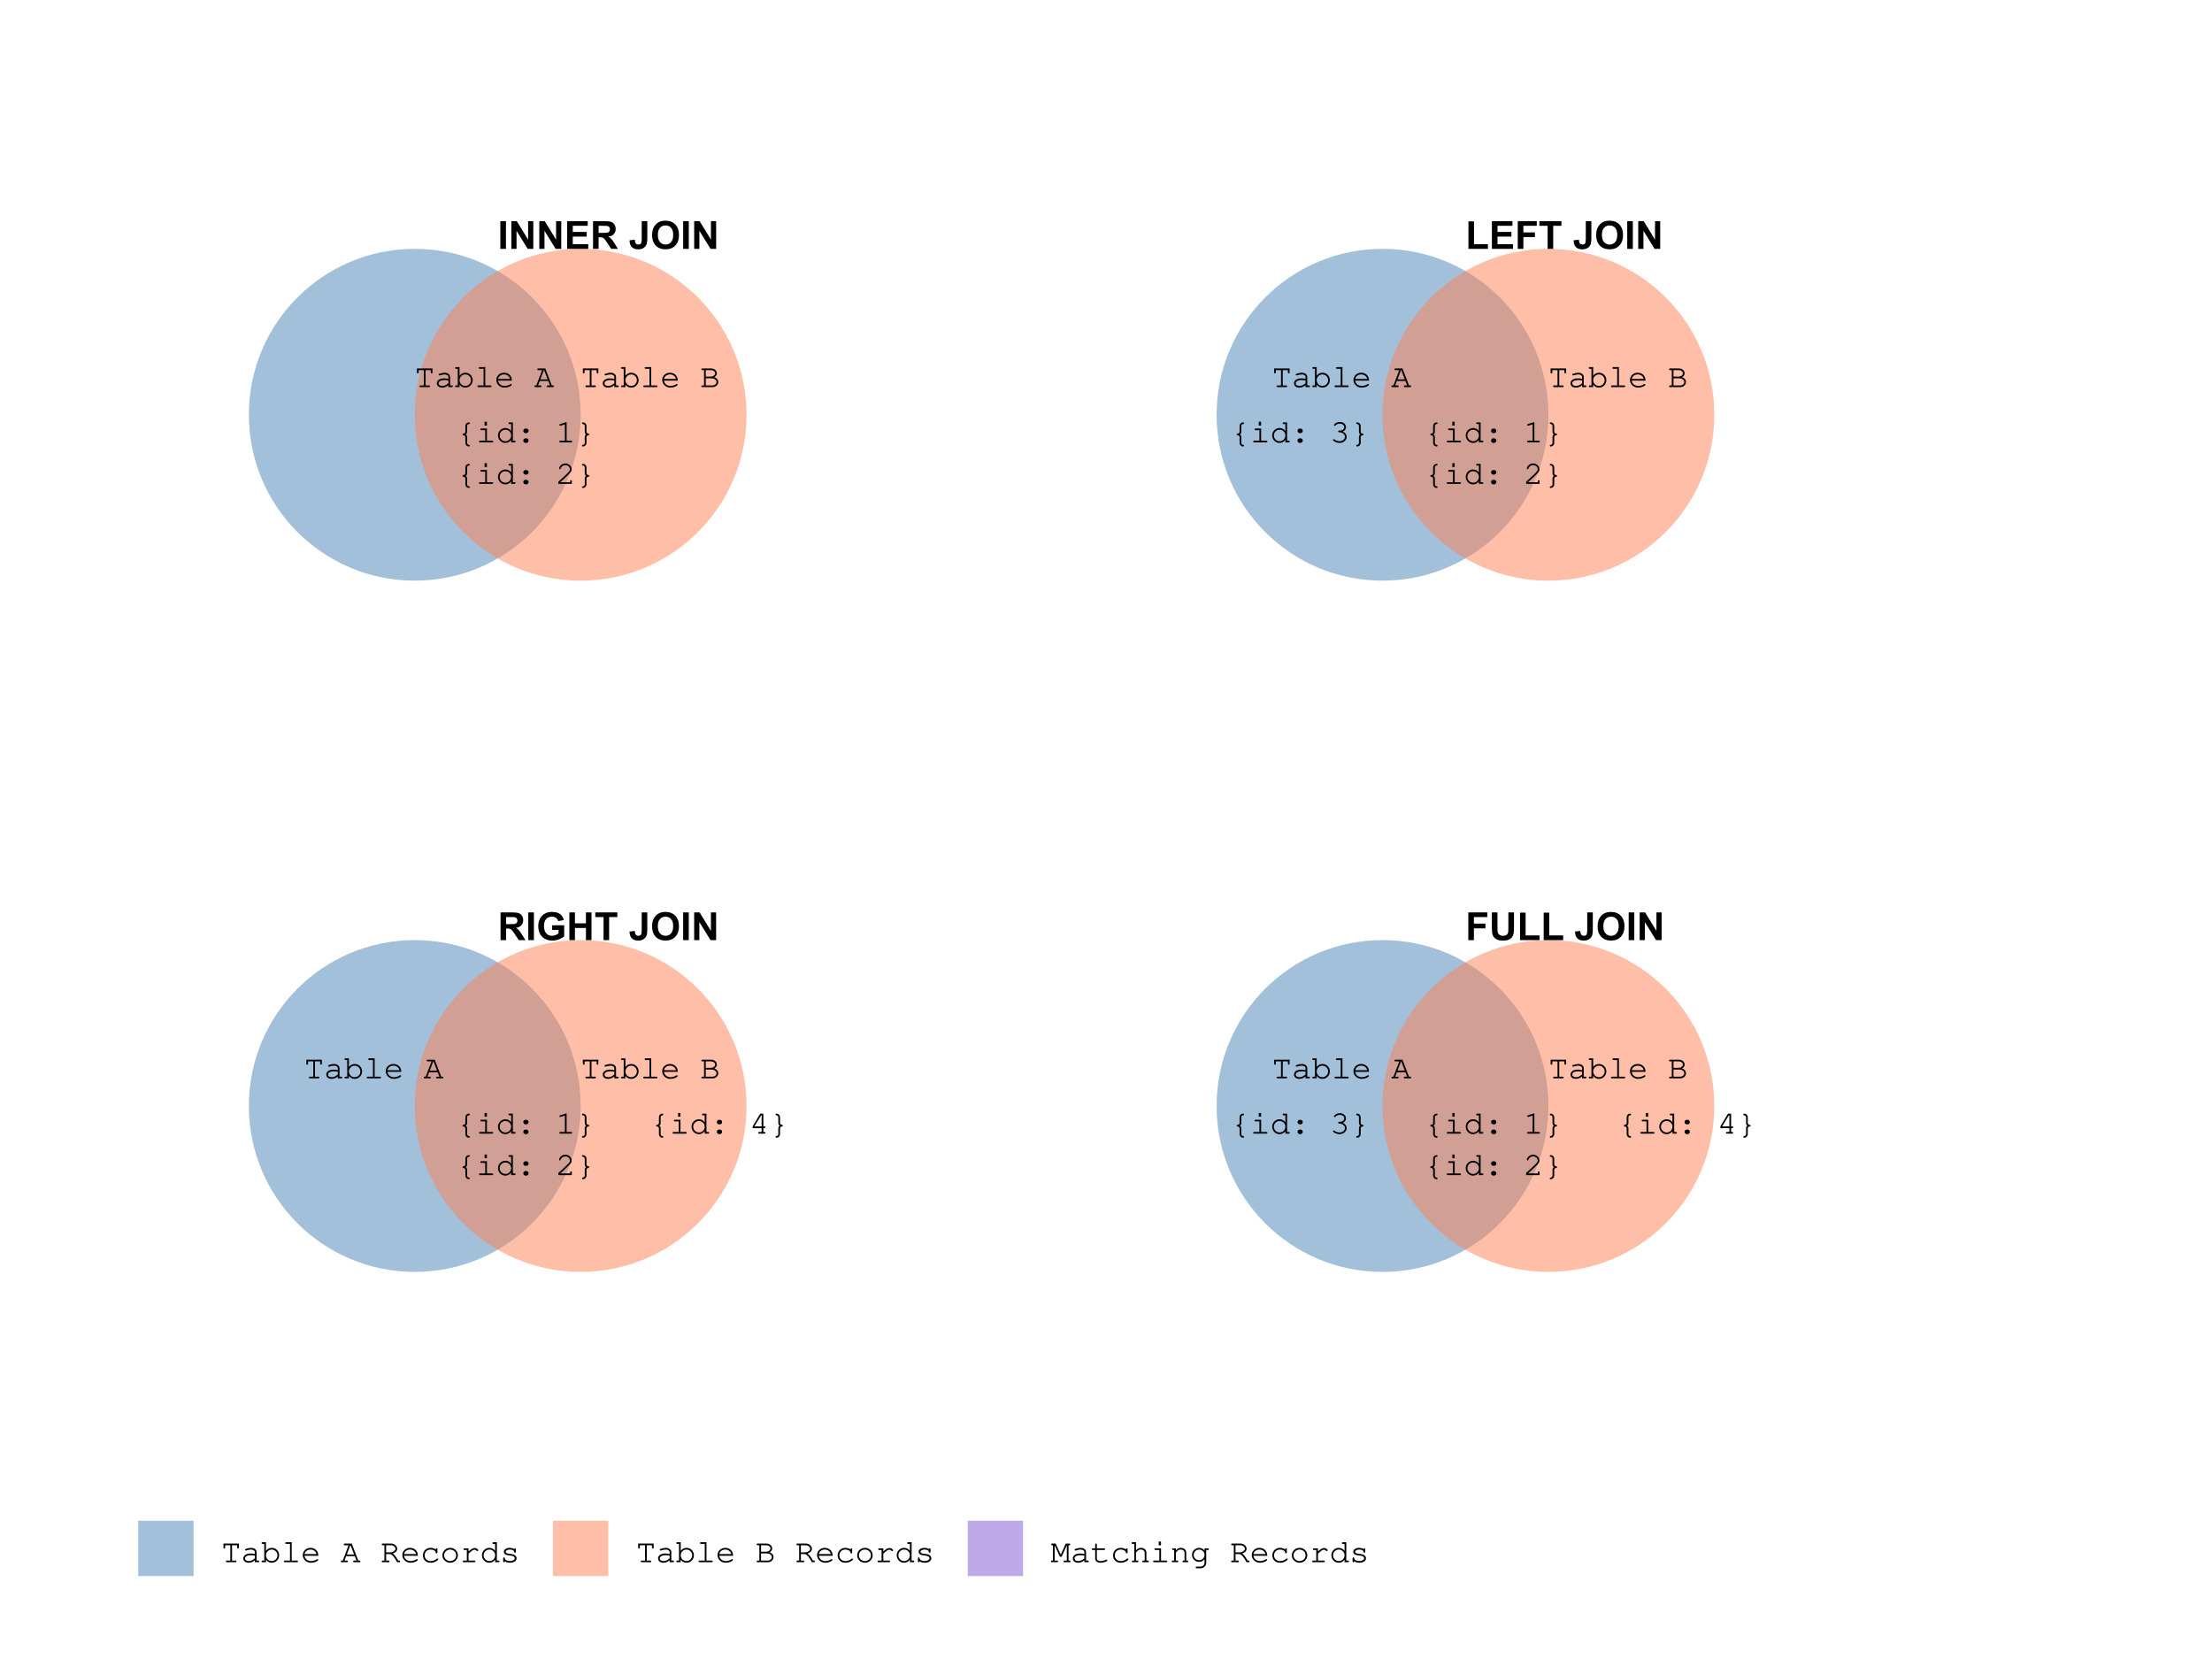 INNER JOIN
Table A Table B
{id: 1}
{id: 2}
LEFT JOIN
Table A Table B
{id: 3} {id: 1}
{id: 2}
RIGHT JOIN
Table A Table B
{id: 1} {id: 4}
{id: 2}
FULL JOIN
Table A Table B
{id: 3} {id: 1} {id: 4}
{id: 2}
Table A Records Table B Records Matching Records